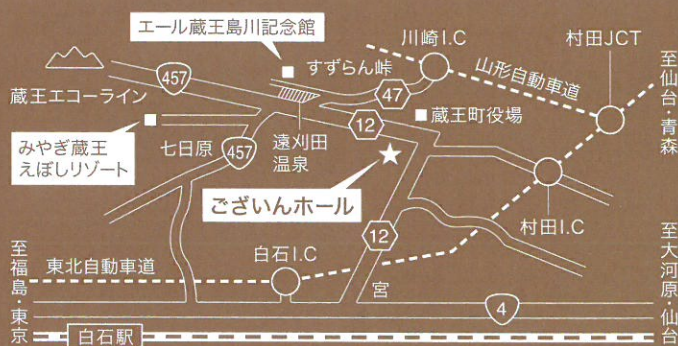 エール蔵王島川記念館
川崎I.C
村田JCT
至仙台・青森
457
すずらん峠
47
山形自動車道
蔵王エコーライン
12
蔵王町役場
みやぎ蔵王
えぼしリゾート
七日原
457
遠刈田
温泉
ございんホール
村田I.C
12
至福島・東京
東北自動車道
白石I.C
宮
4
至大河原・仙台
白石駅